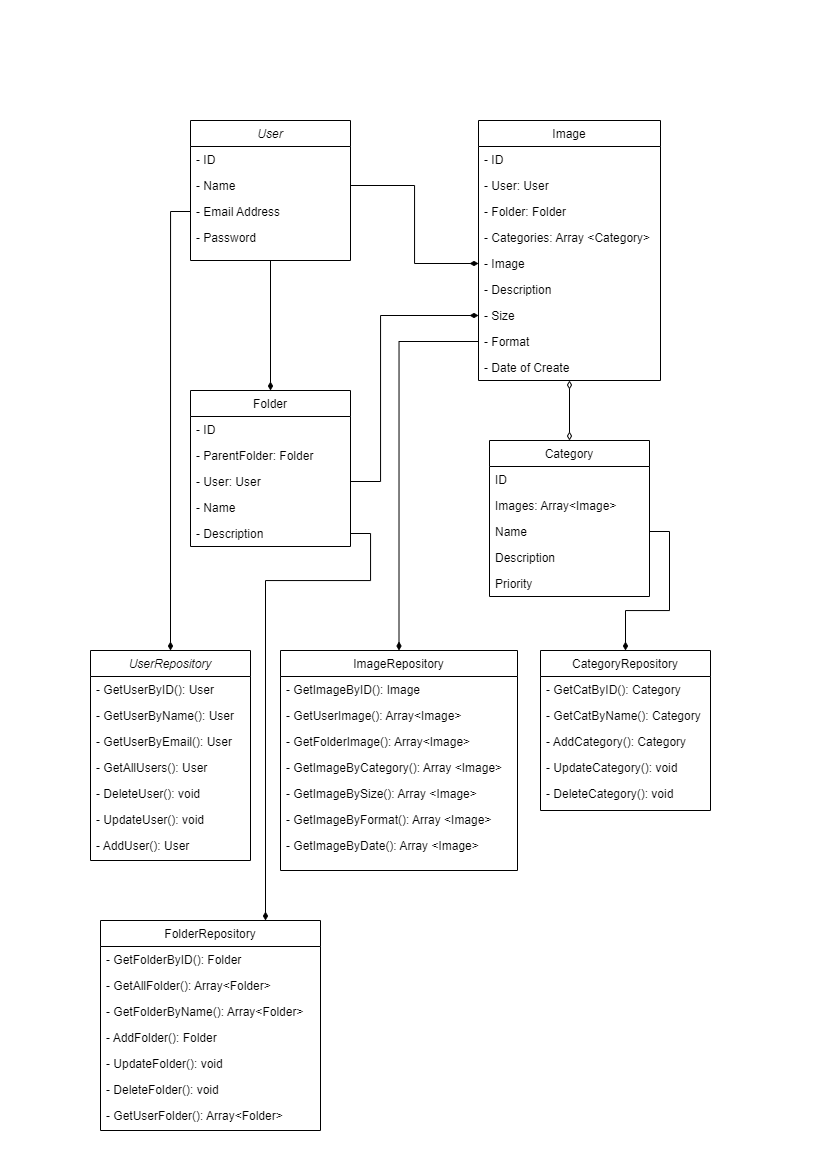 User
- ID
- Name
- Email Address
- Password
Image
- ID
- User: User
- Folder: Folder
- Categories: Array <Category>
- Image
- Description
- Size
- Format
- Date of Create
Folder
- ID
- ParentFolder: Folder
- User: User
- Name
- Description
Category
ID
Images: Array<Image>
Name
Description
Priority
UserRepository
- GetUserByID(): User
- GetUserByName(): User
- GetUserByEmail(): User
- GetAllUsers(): User
- DeleteUser(): void
- UpdateUser(): void
- AddUser(): User
ImageRepository
- GetImageByID(): Image
- GetUserImage(): Array<Image>
- GetFolderImage(): Array<Image>
- GetImageByCategory(): Array <Image>
- GetImageBySize(): Array <Image>
- GetImageByFormat(): Array <Image>
- GetImageByDate(): Array <Image>
CategoryRepository
- GetCatByID(): Category
- GetCatByName(): Category
- AddCategory(): Category
- UpdateCategory(): void
- DeleteCategory(): void
FolderRepository
- GetFolderByID(): Folder
- GetAllFolder(): Array<Folder>
- GetFolderByName(): Array<Folder>
- AddFolder(): Folder
- UpdateFolder(): void
- DeleteFolder(): void
- GetUserFolder(): Array<Folder>